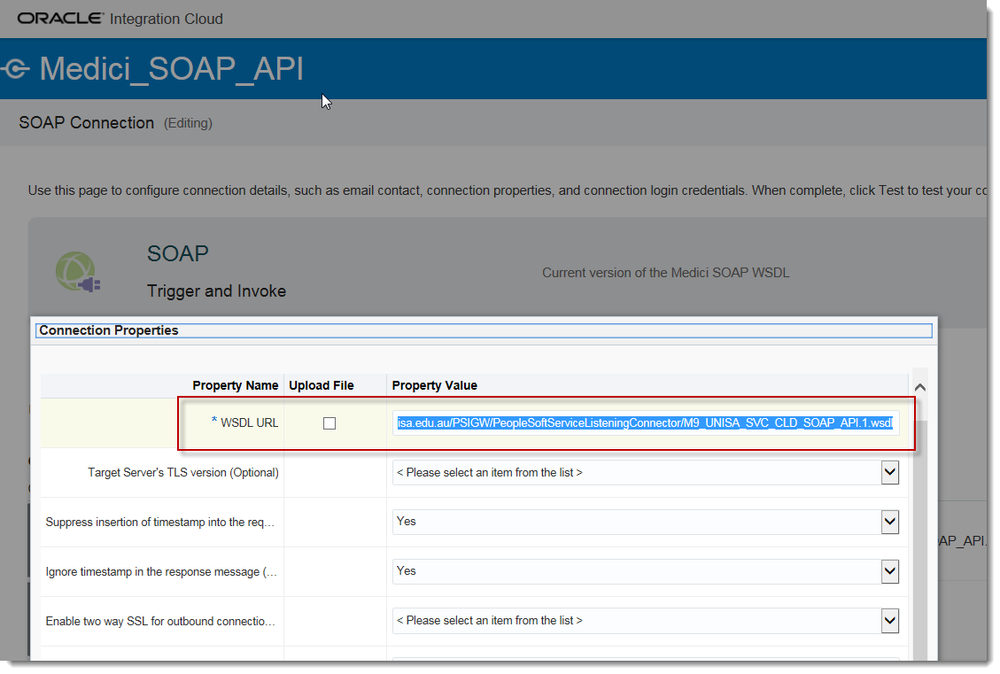 ORACLE Integration Cloud
Medici_SOAP_API
SOAP Connection (Editing)
Use this page to configure connection details, such as email contact, connection properties, and connection login credentials. When complete, click Test to test your co
SOAP
Trigger and Invoke
Current version of the Medici SOAP WSDL
Connection Properties
Property Name Upload File Property Value
* WSDL URL isa.edu.au/PSIGW/PeopleSoftServiceListeningConnector/M9_UNISA_SVC_CLD_SOAP_API.1.wsdl
Target Server's TLS version (Optional) < Please select an item from the list >
Suppress insertion of timestamp into the req... Yes
AP_API.
Ignore timestamp in the response message (... Yes
Enable two way SSL for outbound connectio... < Please select an item from the list >